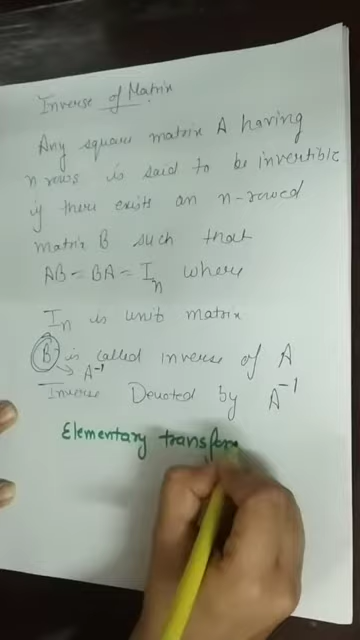 Inverse of Matrix
Any square matrix A having
n rows is said to be invertible
if there exists an n-rowed
matrix B such that
AB = BA = Iₙ where
Iₙ is unit matrix
B is called inverse of A
→ A⁻¹
Inverse Denoted by A⁻¹
Elementary transfor